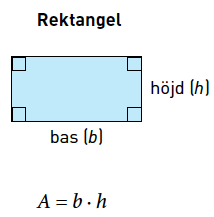 Rektangel
höjd (h)
bas (b)
A = b · h